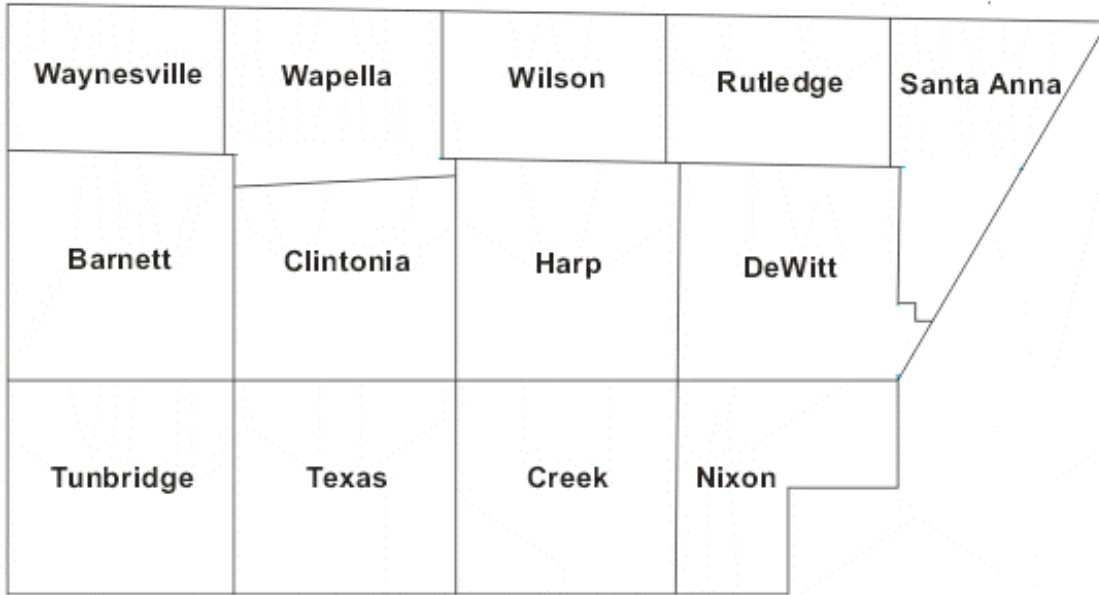 Waynesville
Wapella
Wilson
Rutledge
Santa Anna
Barnett
Clintonia
Harp
DeWitt
Tunbridge
Texas
Creek
Nixon